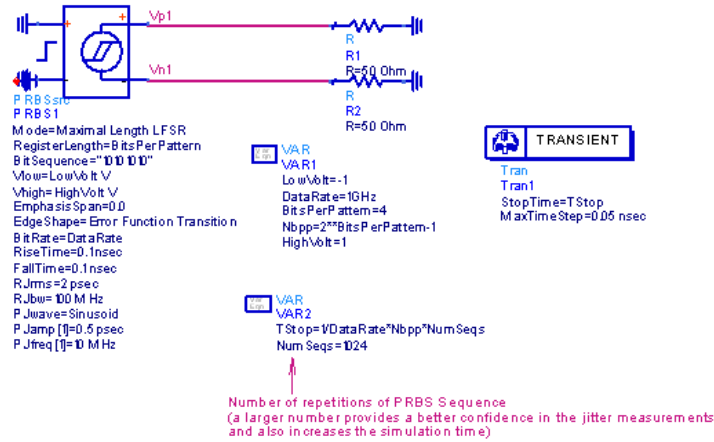 Vp1
Vn1
R
R1
R=50 Ohm
R
R2
R=50 Ohm
PRBSsrc
PRBS1
Mode=Maximal Length LFSR
RegisterLength=BitsPerPattern
BitSequence="1010 1010"
Vlow=LowVolt V
Vhigh=HighVolt V
EmphasisSpan=0.0
EdgeShape=Error Function Transition
BitRate=DataRate
RiseTime=0.1nsec
FallTime=0.1nsec
RJrms=2 psec
RJbw=100 MHz
PJwave=Sinusoid
PJamp[1]=0.5 psec
PJfreq[1]=10 MHz
Var
Eqn
VAR
VAR1
LowVolt=-1
DataRate=1GHz
BitsPerPattern=4
Nbpp=2**BitsPerPattern-1
HighVolt=1
TRANSIENT
Tran
Tran1
StopTime=TStop
MaxTimeStep=0.05 nsec
Var
Eqn
VAR
VAR2
TStop=1/DataRate*Nbpp*NumSeqs
NumSeqs=1024
Number of repetitions of PRBS Sequence
(a larger number provides a better confidence in the jitter measurements
and also increases the simulation time)